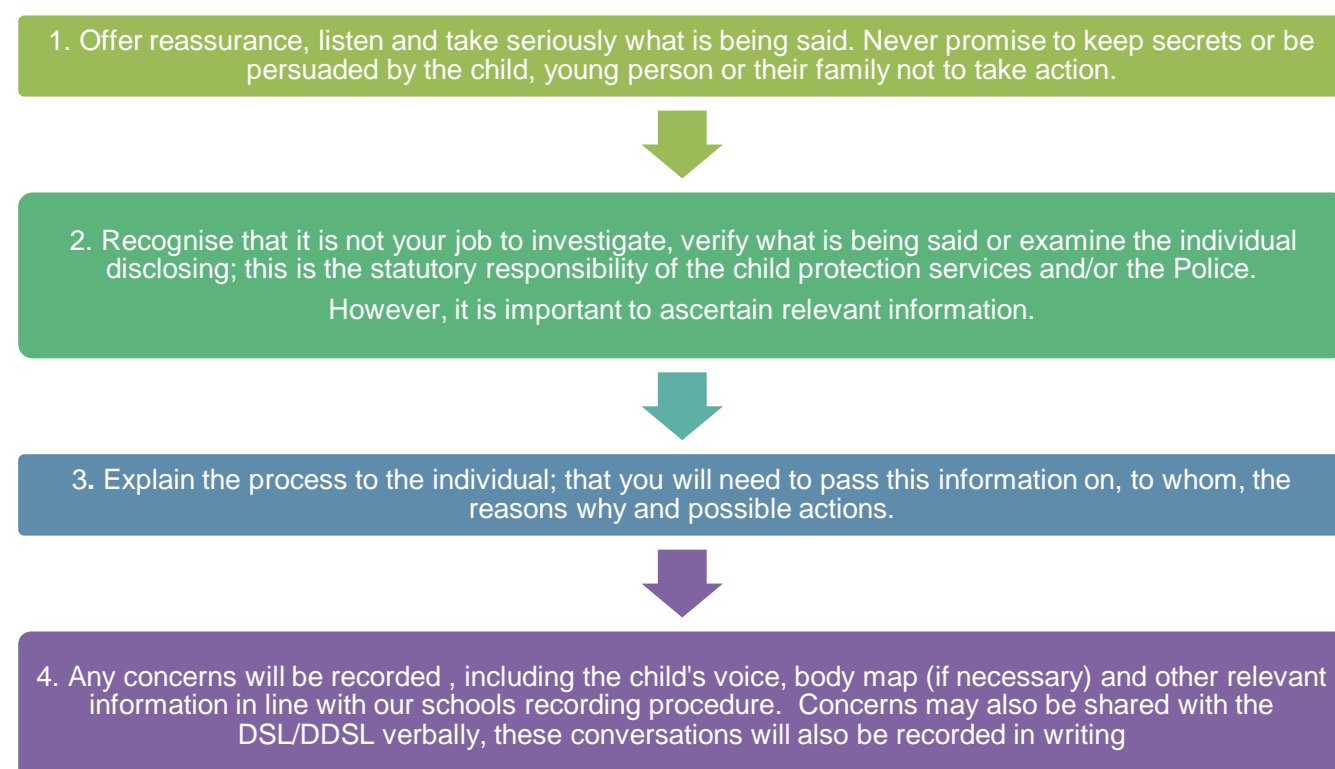 1. Offer reassurance, listen and take seriously what is being said. Never promise to keep secrets or be
persuaded by the child, young person or their family not to take action.
2. Recognise that it is not your job to investigate, verify what is being said or examine the individual
disclosing; this is the statutory responsibility of the child protection services and/or the Police.
However, it is important to ascertain relevant information.
3. Explain the process to the individual; that you will need to pass this information on, to whom, the
reasons why and possible actions.
4. Any concerns will be recorded , including the child's voice, body map (if necessary) and other relevant
information in line with our schools recording procedure.  Concerns may also be shared with the
DSL/DDSL verbally, these conversations will also be recorded in writing